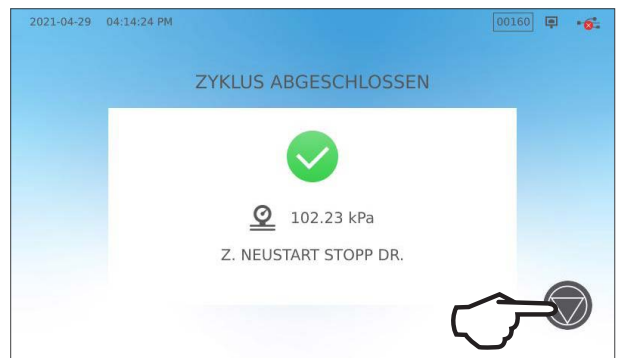 2021-04-29 04:14:24 PM 00160
ZYKLUS ABGESCHLOSSEN
102.23 kPa
Z. NEUSTART STOPP DR.